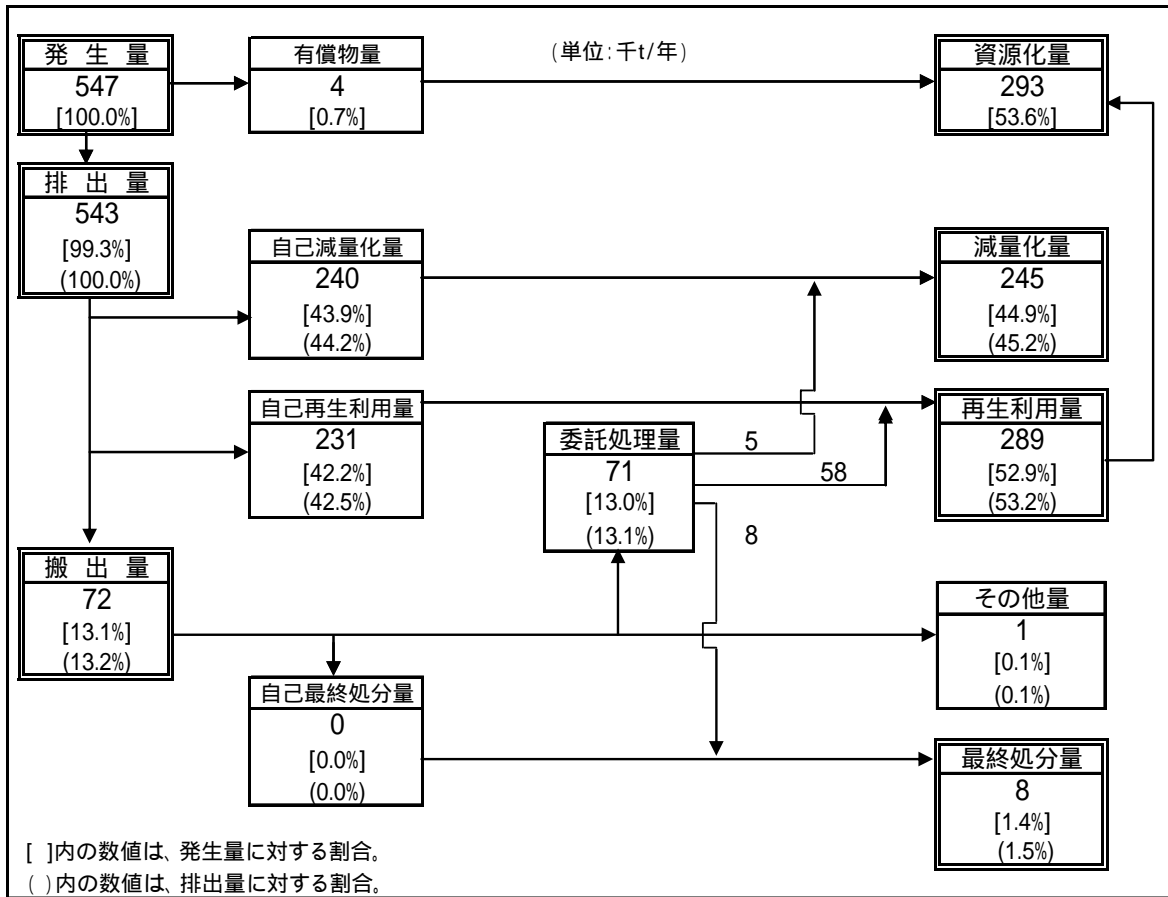 発 生 量
547
[100.0%]
有償物量
4
[0.7%]
(単位:千t/年)
資源化量
293
[53.6%]
排 出 量
543
[99.3%]
(100.0%)
自己減量化量
240
[43.9%]
(44.2%)
減量化量
245
[44.9%]
(45.2%)
自己再生利用量
231
[42.2%]
(42.5%)
委託処理量
71
[13.0%]
(13.1%)
5
58
8
再生利用量
289
[52.9%]
(53.2%)
搬 出 量
72
[13.1%]
(13.2%)
その他量
1
[0.1%]
(0.1%)
自己最終処分量
0
[0.0%]
(0.0%)
最終処分量
8
[1.4%]
(1.5%)
[ ]内の数値は、発生量に対する割合。
( )内の数値は、排出量に対する割合。